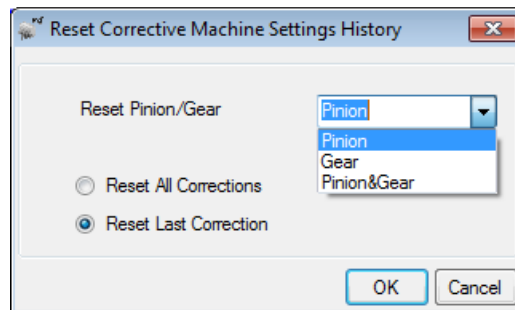 Reset Corrective Machine Settings History
Reset Pinion/Gear
Pinion
Pinion
Gear
Pinion&Gear
Reset All Corrections
Reset Last Correction
OK
Cancel